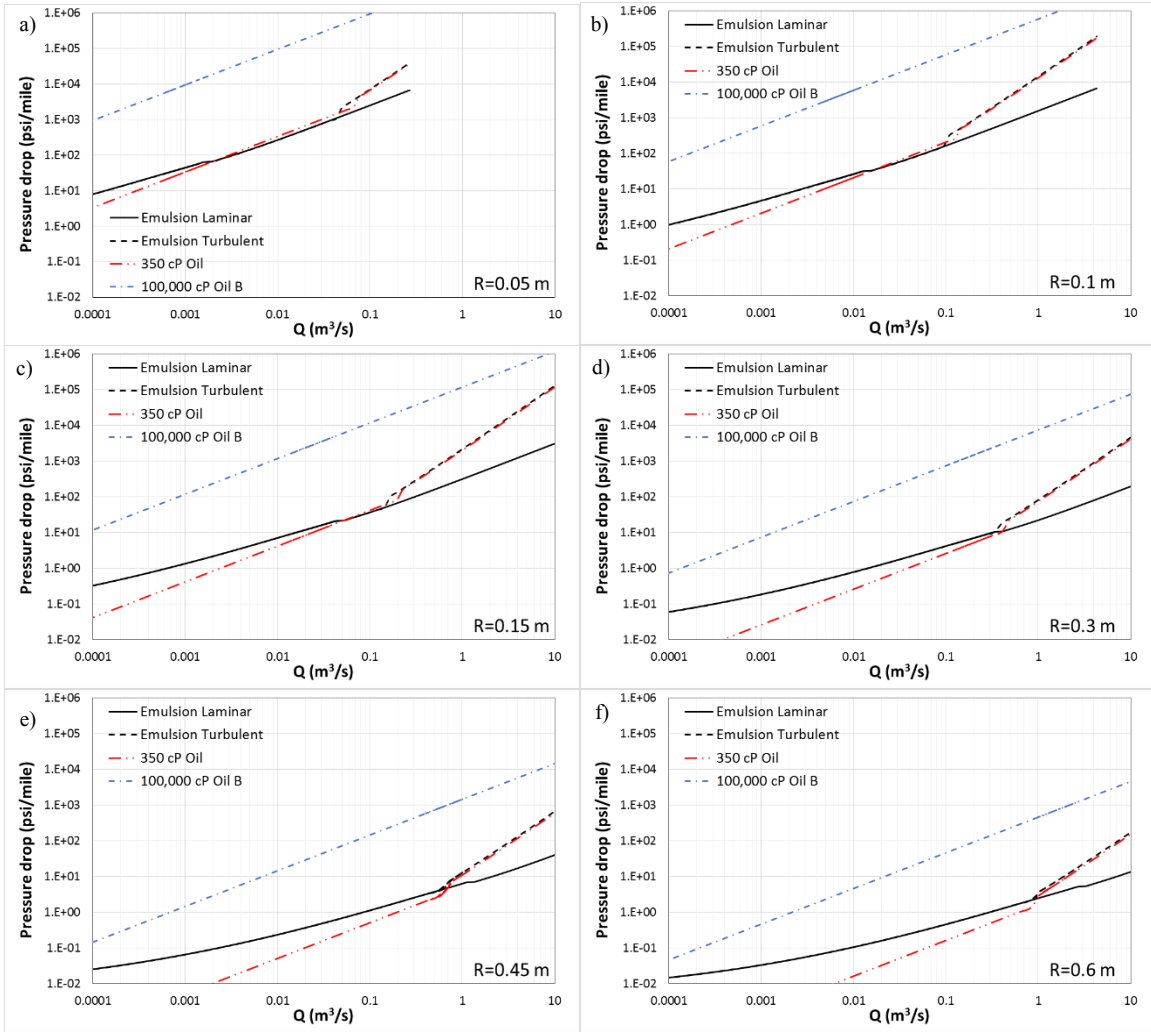 a)
Pressure drop (psi/mile)
1.E+06
1.E+05
1.E+04
1.E+03
1.E+02
1.E+01
1.E+00
1.E-01
1.E-02
Emulsion Laminar
Emulsion Turbulent
350 cP Oil
100,000 cP Oil B
R=0.05 m
0.0001 0.001 0.01 0.1 1 10
Q (m³/s)
b)
Pressure drop (psi/mile)
1.E+06
1.E+05
1.E+04
1.E+03
1.E+02
1.E+01
1.E+00
1.E-01
1.E-02
Emulsion Laminar
Emulsion Turbulent
350 cP Oil
100,000 cP Oil B
R=0.1 m
0.0001 0.001 0.01 0.1 1 10
Q (m³/s)
c)
Pressure drop (psi/mile)
1.E+06
1.E+05
1.E+04
1.E+03
1.E+02
1.E+01
1.E+00
1.E-01
1.E-02
Emulsion Laminar
Emulsion Turbulent
350 cP Oil
100,000 cP Oil B
R=0.15 m
0.0001 0.001 0.01 0.1 1 10
Q (m³/s)
d)
Pressure drop (psi/mile)
1.E+06
1.E+05
1.E+04
1.E+03
1.E+02
1.E+01
1.E+00
1.E-01
1.E-02
Emulsion Laminar
Emulsion Turbulent
350 cP Oil
100,000 cP Oil B
R=0.3 m
0.0001 0.001 0.01 0.1 1 10
Q (m³/s)
e)
Pressure drop (psi/mile)
1.E+06
1.E+05
1.E+04
1.E+03
1.E+02
1.E+01
1.E+00
1.E-01
1.E-02
Emulsion Laminar
Emulsion Turbulent
350 cP Oil
100,000 cP Oil B
R=0.45 m
0.0001 0.001 0.01 0.1 1 10
Q (m³/s)
f)
Pressure drop (psi/mile)
1.E+06
1.E+05
1.E+04
1.E+03
1.E+02
1.E+01
1.E+00
1.E-01
1.E-02
Emulsion Laminar
Emulsion Turbulent
350 cP Oil
100,000 cP Oil B
R=0.6 m
0.0001 0.001 0.01 0.1 1 10
Q (m³/s)